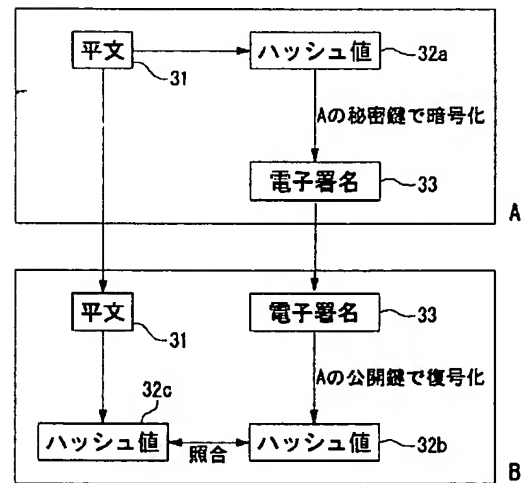 平文
31
ハッシュ値
32a
Aの秘密鍵で暗号化
電子署名
33
A
平文
31
電子署名
33
Aの公開鍵で復号化
32c
ハッシュ値
照合
ハッシュ値
32b
B